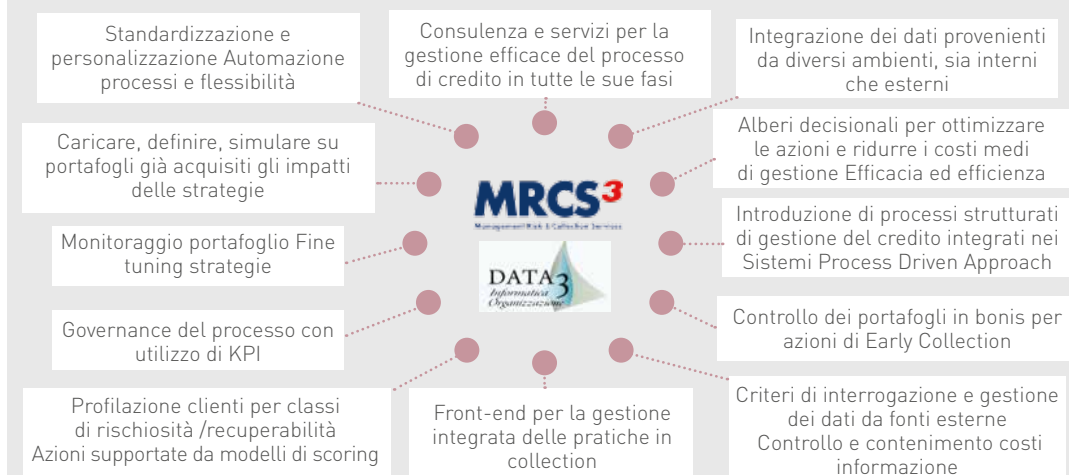 Standardizzazione e
personalizzazione Automazione
processi e flessibilità
Consulenza e servizi per la
gestione efficace del processo
di credito in tutte le sue fasi
Integrazione dei dati provenienti
da diversi ambienti, sia interni
che esterni
Caricare, definire, simulare su
portafogli già acquisiti gli impatti
delle strategie
Alberi decisionali per ottimizzare
le azioni e ridurre i costi medi
di gestione Efficacia ed efficienza
MRCS3
Management Risk & Collection Services
Monitoraggio portafoglio Fine
tuning strategie
Introduzione di processi strutturati
di gestione del credito integrati nei
Sistemi Process Driven Approach
DATA3
Informatica
Organizzazione
Governance del processo con
utilizzo di KPI
Controllo dei portafogli in bonis per
azioni di Early Collection
Profilazione clienti per classi
di rischiosità /recuperabilità
Azioni supportate da modelli di scoring
Front-end per la gestione
integrata delle pratiche in
collection
Criteri di interrogazione e gestione
dei dati da fonti esterne
Controllo e contenimento costi
informazione